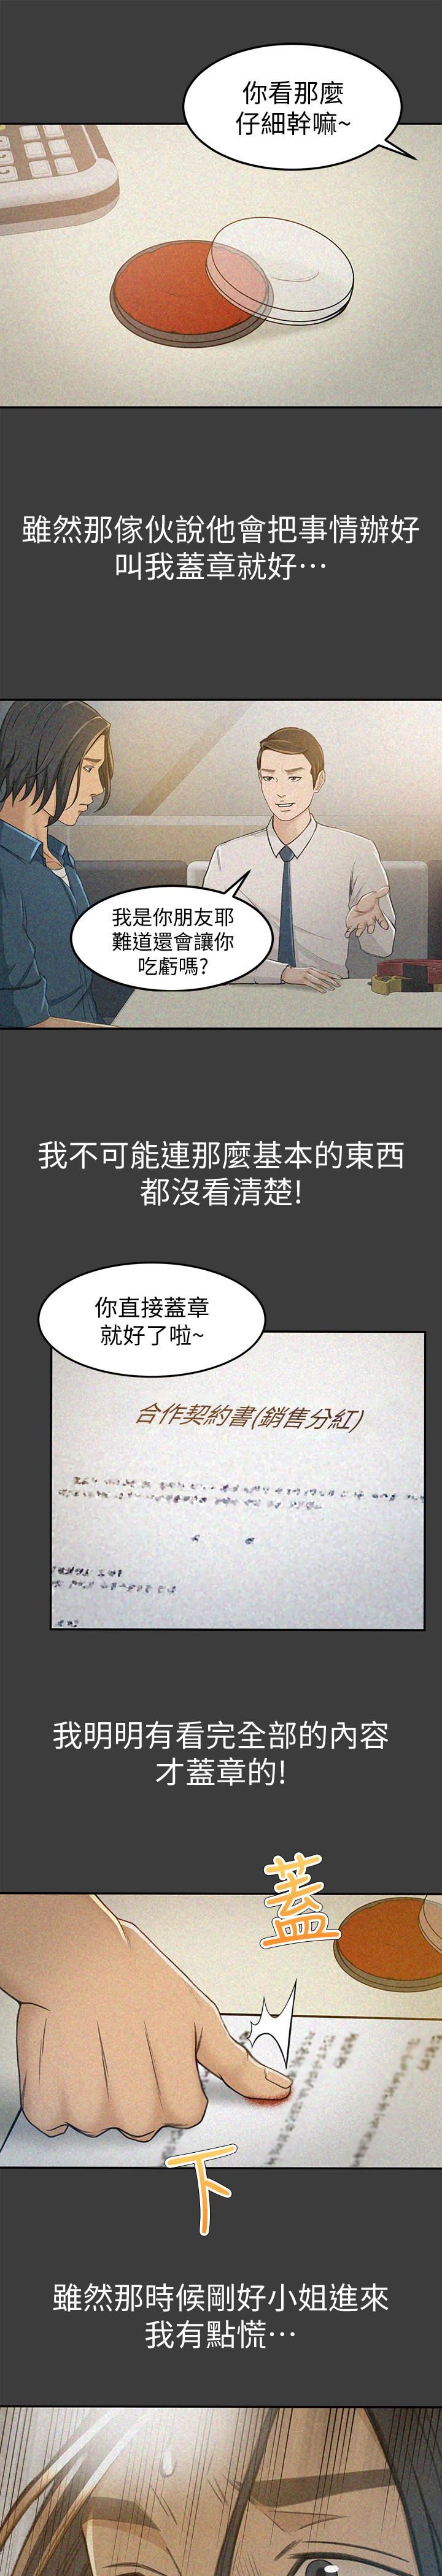 你看那麼
仔細幹嘛~
雖然那傢伙說他會把事情辦好
叫我蓋章就好…
我是你朋友耶
難道還會讓你
吃虧嗎?
我不可能連那麼基本的東西
都沒看清楚!
你直接蓋章
就好了啦~
合作契約書(銷售分紅)
我明明有看完全部的內容
才蓋章的!
蓋
下
雖然那時候剛好小姐進來
我有點慌…